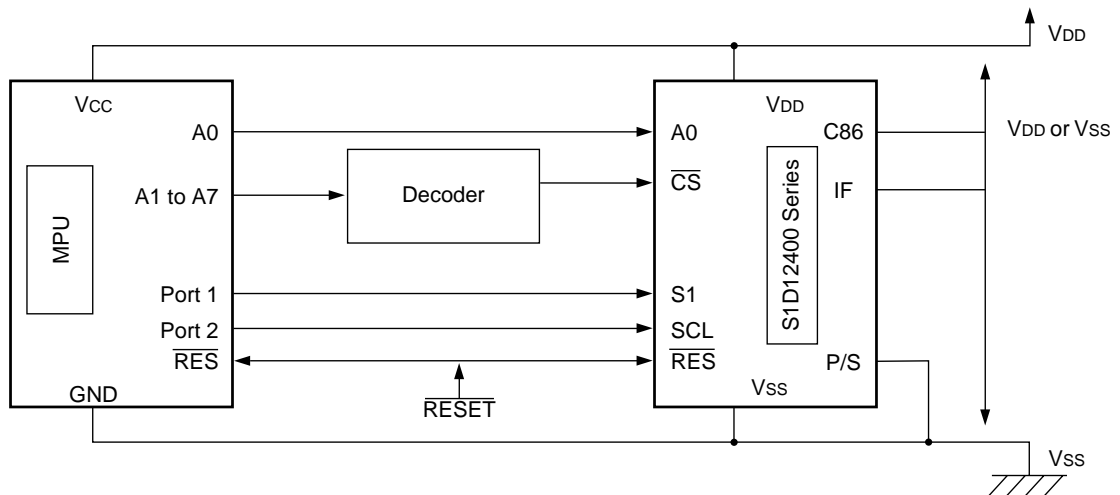 VDD
VCC
A0
A1 to A7
MPU
Port 1
Port 2
RES
GND
Decoder
RESET
VDD
A0
C86
CS
IF
S1D12400 Series
S1
SCL
RES
P/S
VSS
VDD or VSS
VSS